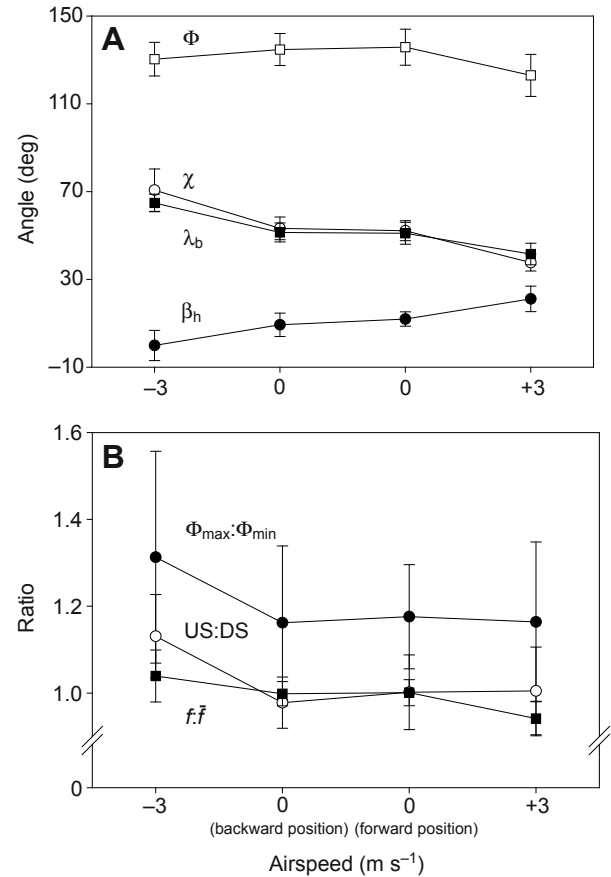 150
A
Φ
110
Angle (deg)
70
χ
λb
30
βh
–10
–3
0
0
+3
1.6
B
1.4
Φmax:Φmin
1.2
Ratio
US:DS
1.0
f:f̄
0
–3
0
0
+3
(backward position) (forward position)
Airspeed (m s⁻¹)